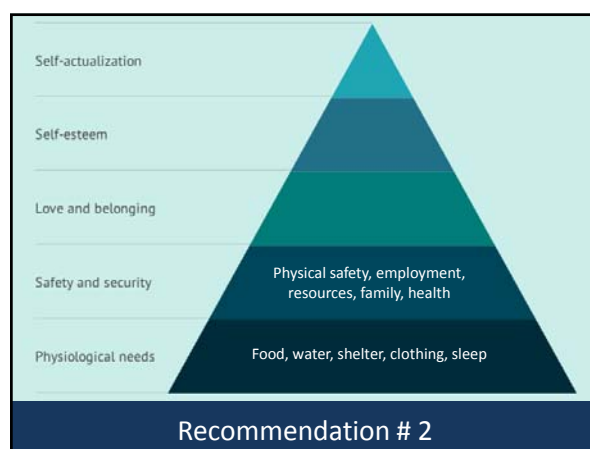 Self-actualization
Self-esteem
Love and belonging
Safety and security
Physical safety, employment,
resources, family, health
Physiological needs
Food, water, shelter, clothing, sleep
Recommendation # 2